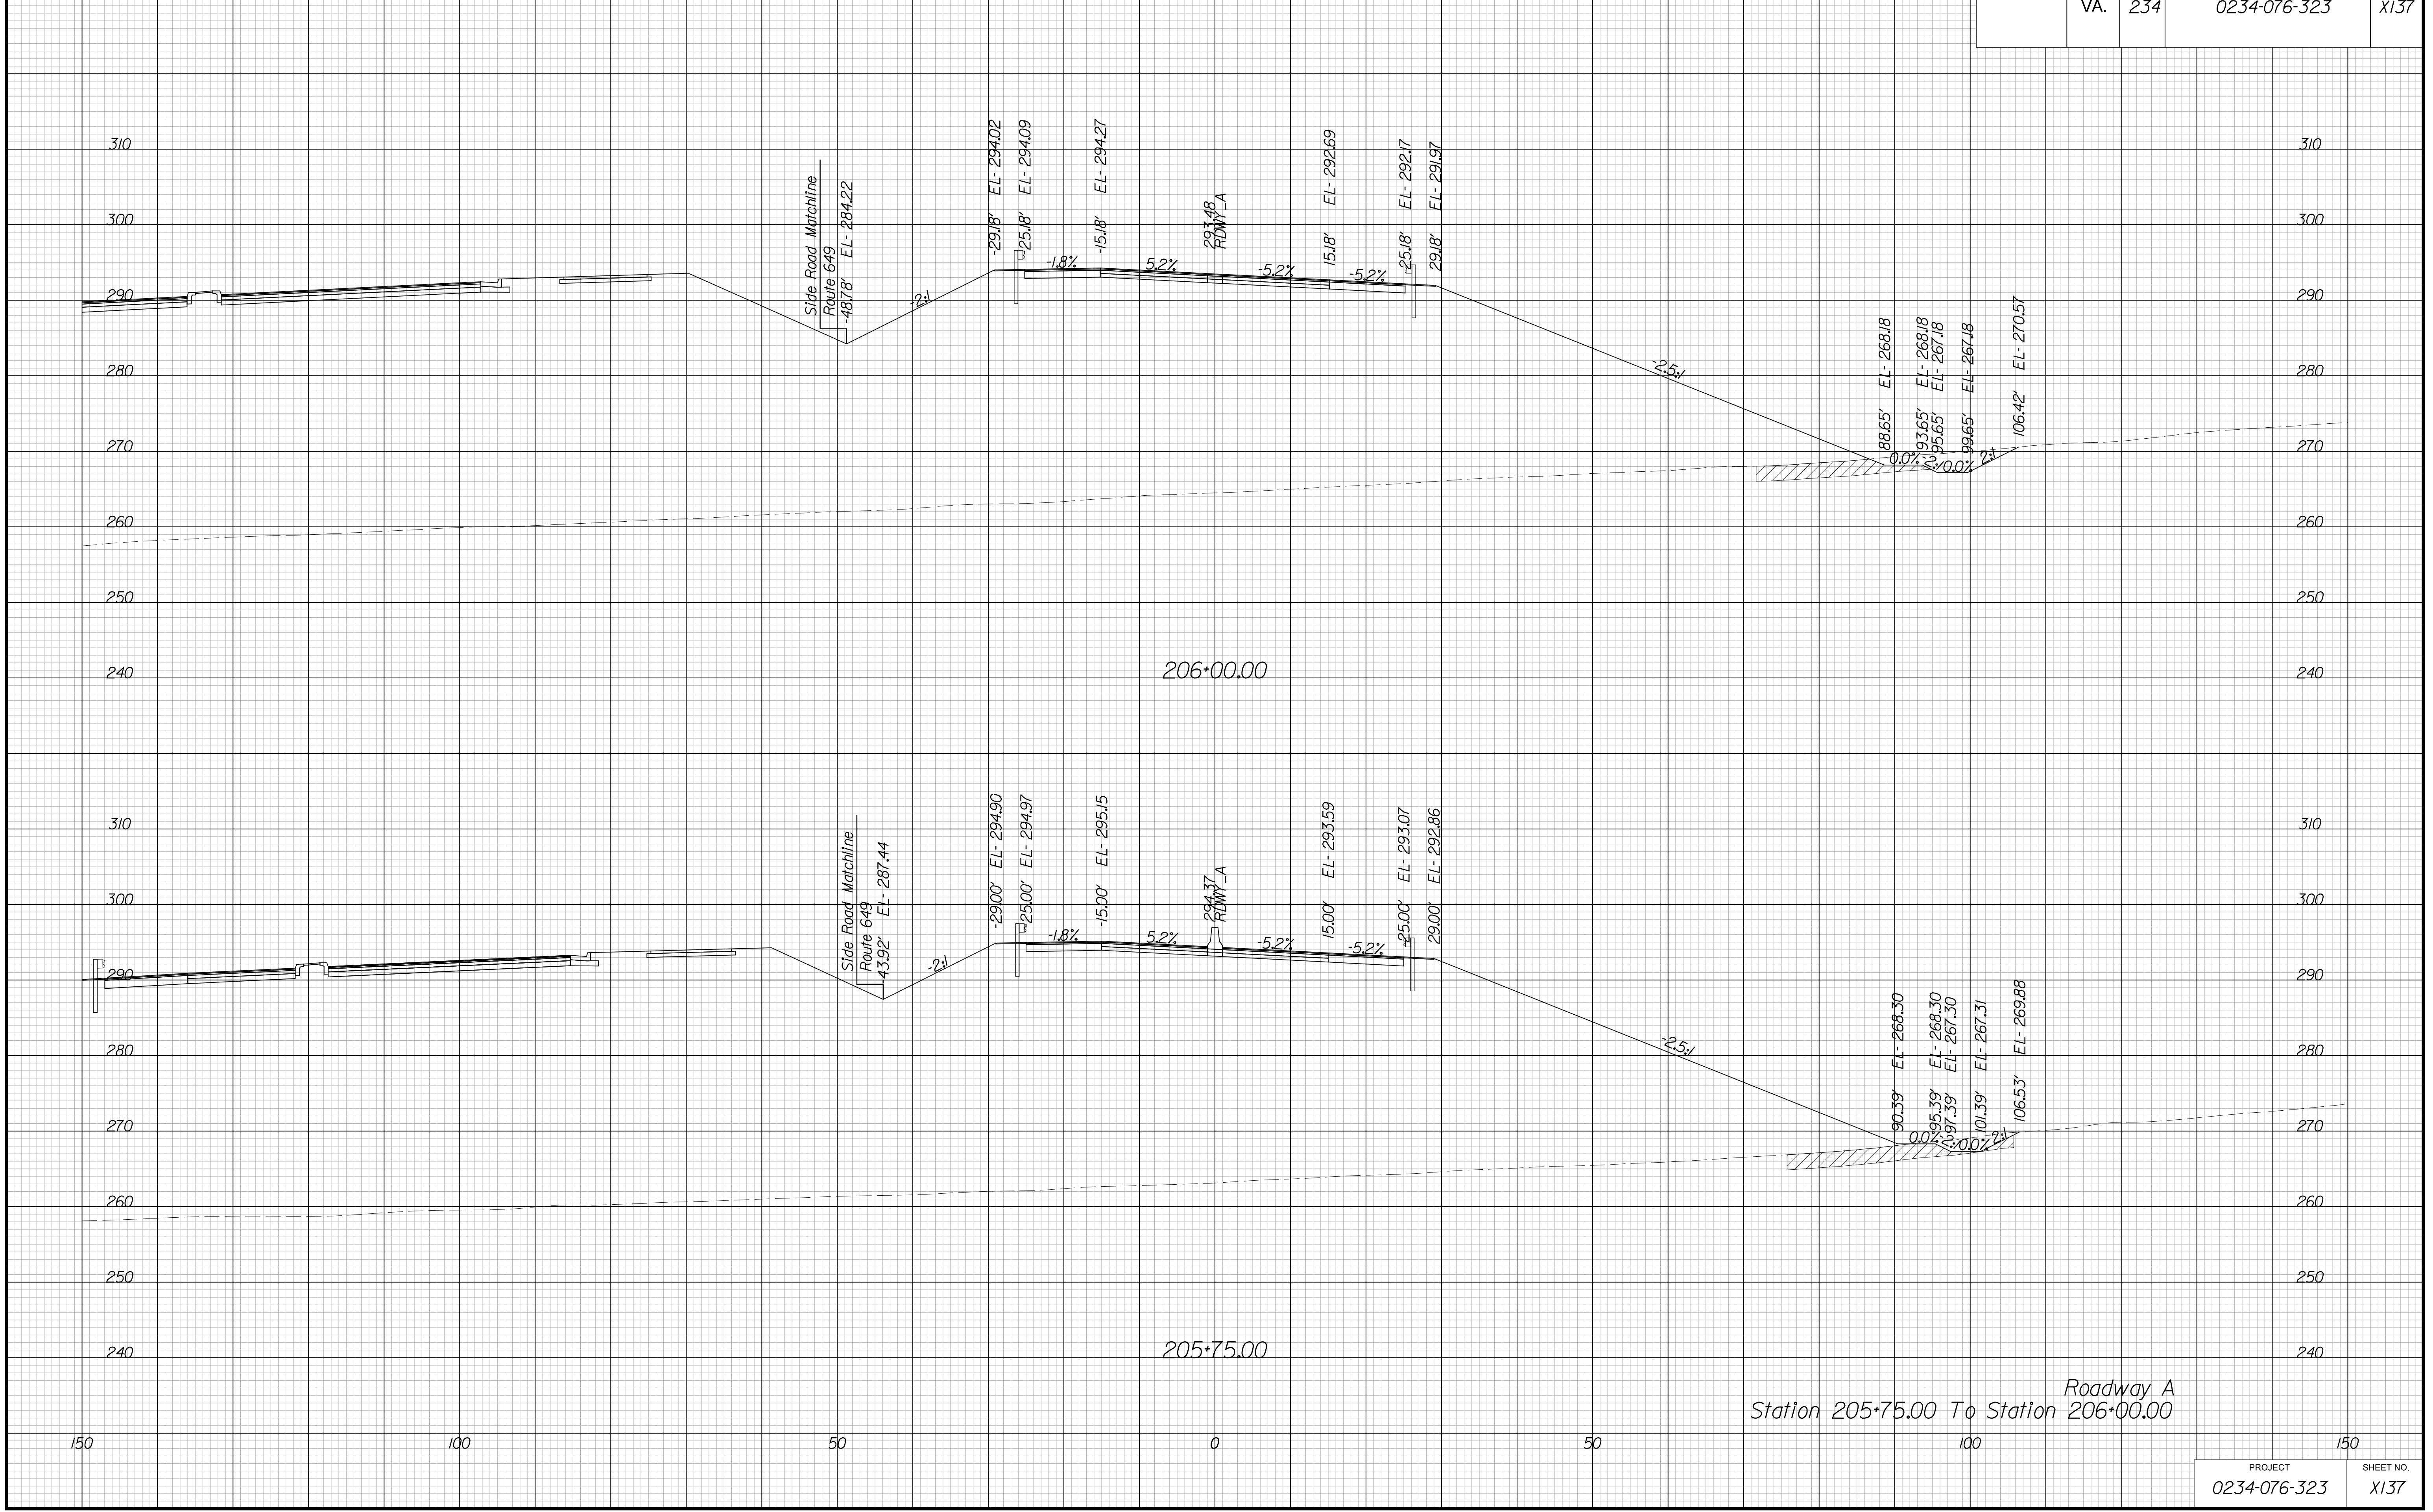 VA. 234 0234-076-323 X137
310 310
300 300
290 290
280 280
270 270
260 260
250 250
240 240
Side Road Matchline
Route 649
-48.78' EL- 284.22
-29.18' EL- 294.02
-25.18' EL- 294.09
-15.18' EL- 294.27
293.48
RDWY_A
15.18' EL- 292.69
25.18' EL- 292.17
29.18' EL- 291.97
-2:1
-1.8%
5.2%
-5.2%
-5.2%
-2.5:1
88.65' EL- 268.18
93.65' EL- 268.18
95.65' EL- 267.18
99.65' EL- 267.18
106.42' EL- 270.57
0.0%
-2:1
0.0%
2:1
206+00.00
310 310
300 300
290 290
280 280
270 270
260 260
250 250
240 240
Side Road Matchline
Route 649
-43.92' EL- 287.44
-29.00' EL- 294.90
-25.00' EL- 294.97
-15.00' EL- 295.15
294.37
RDWY_A
15.00' EL- 293.59
25.00' EL- 293.07
29.00' EL- 292.86
-2:1
-1.8%
5.2%
-5.2%
-5.2%
-2.5:1
90.39' EL- 268.30
95.39' EL- 268.30
97.39' EL- 267.30
101.39' EL- 267.31
106.53' EL- 269.88
0.0%
-2:1
0.0%
2:1
205+75.00
Roadway A
Station 205+75.00 To Station 206+00.00
150 100 50 0 50 100 150
PROJECT SHEET NO.
0234-076-323 X137